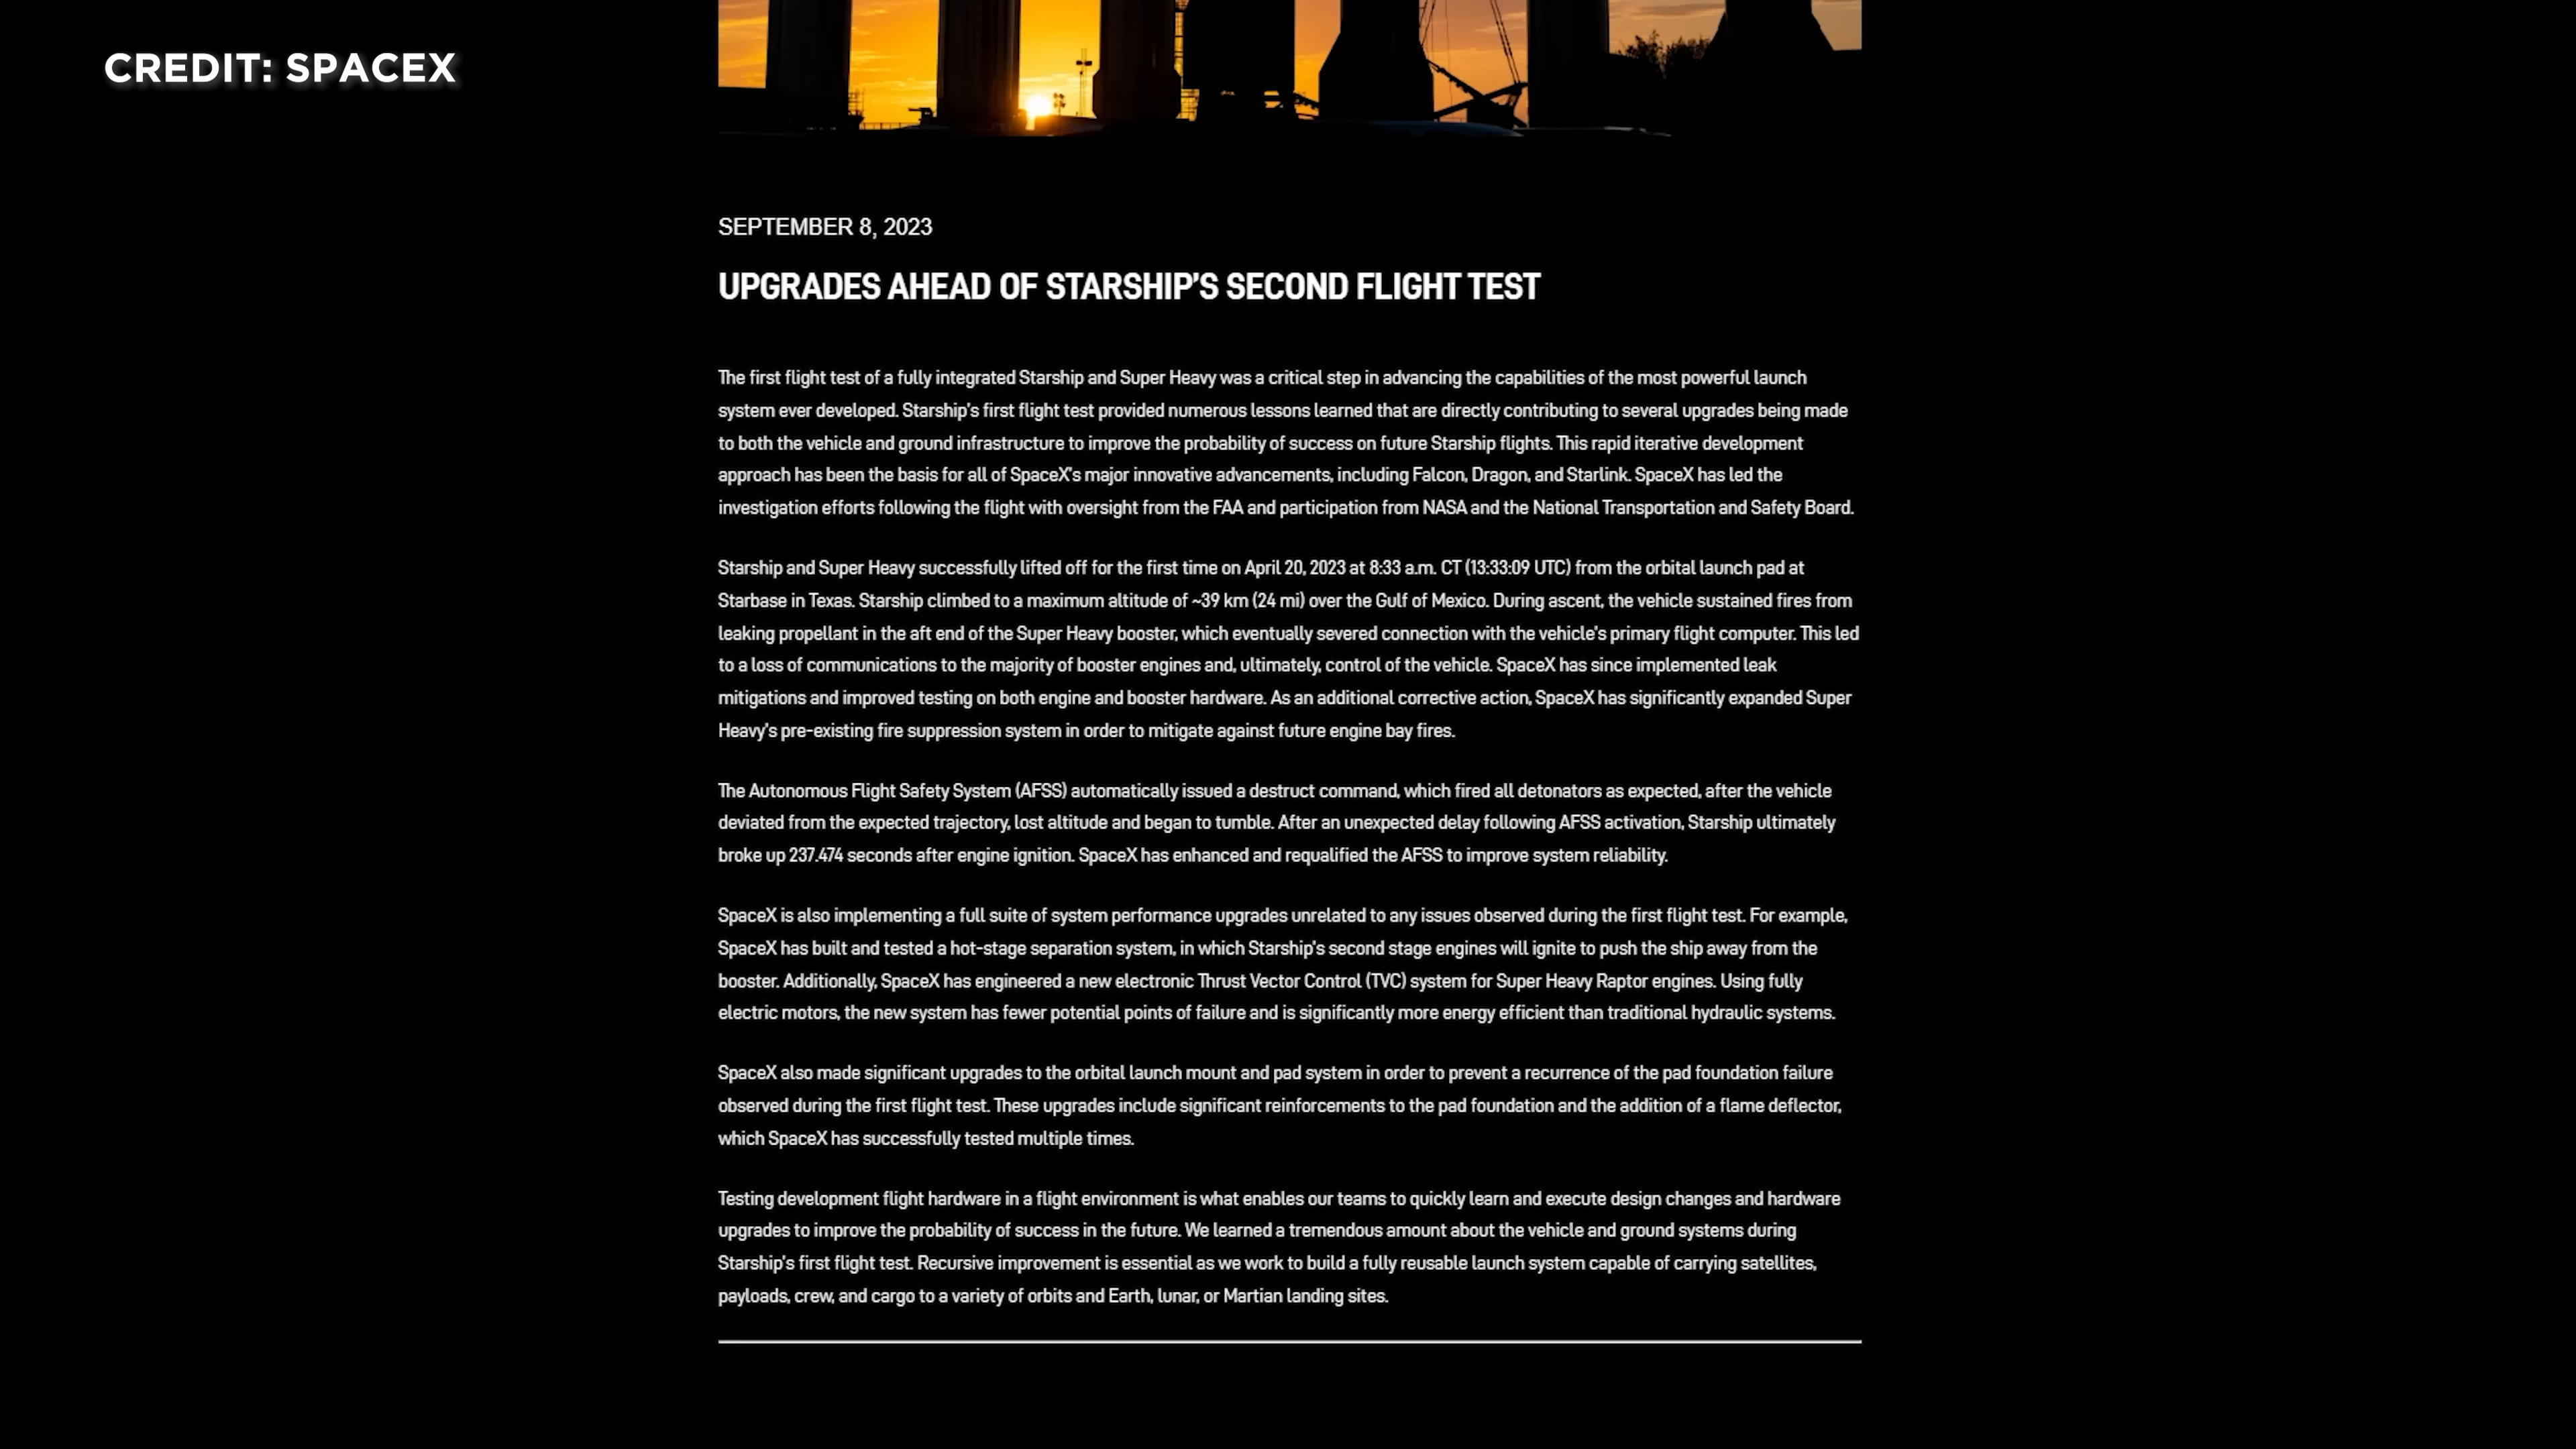 CREDIT: SPACEX
SEPTEMBER 8, 2023
UPGRADES AHEAD OF STARSHIP'S SECOND FLIGHT TEST
The first flight test of a fully integrated Starship and Super Heavy was a critical step in advancing the capabilities of the most powerful launch
system ever developed. Starship's first flight test provided numerous lessons learned that are directly contributing to several upgrades being made
to both the vehicle and ground infrastructure to improve the probability of success on future Starship flights. This rapid iterative development
approach has been the basis for all of SpaceX's major innovative advancements, including Falcon, Dragon, and Starlink. SpaceX has led the
investigation efforts following the flight with oversight from the FAA and participation from NASA and the National Transportation and Safety Board.
Starship and Super Heavy successfully lifted off for the first time on April 20, 2023 at 8:33 a.m. CT (13:33:09 UTC) from the orbital launch pad at
Starbase in Texas. Starship climbed to a maximum altitude of ~39 km (24 mi) over the Gulf of Mexico. During ascent, the vehicle sustained fires from
leaking propellant in the aft end of the Super Heavy booster, which eventually severed connection with the vehicle's primary flight computer. This led
to a loss of communications to the majority of booster engines and, ultimately, control of the vehicle. SpaceX has since implemented leak
mitigations and improved testing on both engine and booster hardware. As an additional corrective action, SpaceX has significantly expanded Super
Heavy's pre-existing fire suppression system in order to mitigate against future engine bay fires.
The Autonomous Flight Safety System (AFSS) automatically issued a destruct command, which fired all detonators as expected, after the vehicle
deviated from the expected trajectory, lost altitude and began to tumble. After an unexpected delay following AFSS activation, Starship ultimately
broke up 237.474 seconds after engine ignition. SpaceX has enhanced and requalified the AFSS to improve system reliability.
SpaceX is also implementing a full suite of system performance upgrades unrelated to any issues observed during the first flight test. For example,
SpaceX has built and tested a hot-stage separation system, in which Starship's second stage engines will ignite to push the ship away from the
booster. Additionally, SpaceX has engineered a new electronic Thrust Vector Control (TVC) system for Super Heavy Raptor engines. Using fully
electric motors, the new system has fewer potential points of failure and is significantly more energy efficient than traditional hydraulic systems.
SpaceX also made significant upgrades to the orbital launch mount and pad system in order to prevent a recurrence of the pad foundation failure
observed during the first flight test. These upgrades include significant reinforcements to the pad foundation and the addition of a flame deflector,
which SpaceX has successfully tested multiple times.
Testing development flight hardware in a flight environment is what enables our teams to quickly learn and execute design changes and hardware
upgrades to improve the probability of success in the future. We learned a tremendous amount about the vehicle and ground systems during
Starship's first flight test. Recursive improvement is essential as we work to build a fully reusable launch system capable of carrying satellites,
payloads, crew, and cargo to a variety of orbits and Earth, lunar, or Martian landing sites.